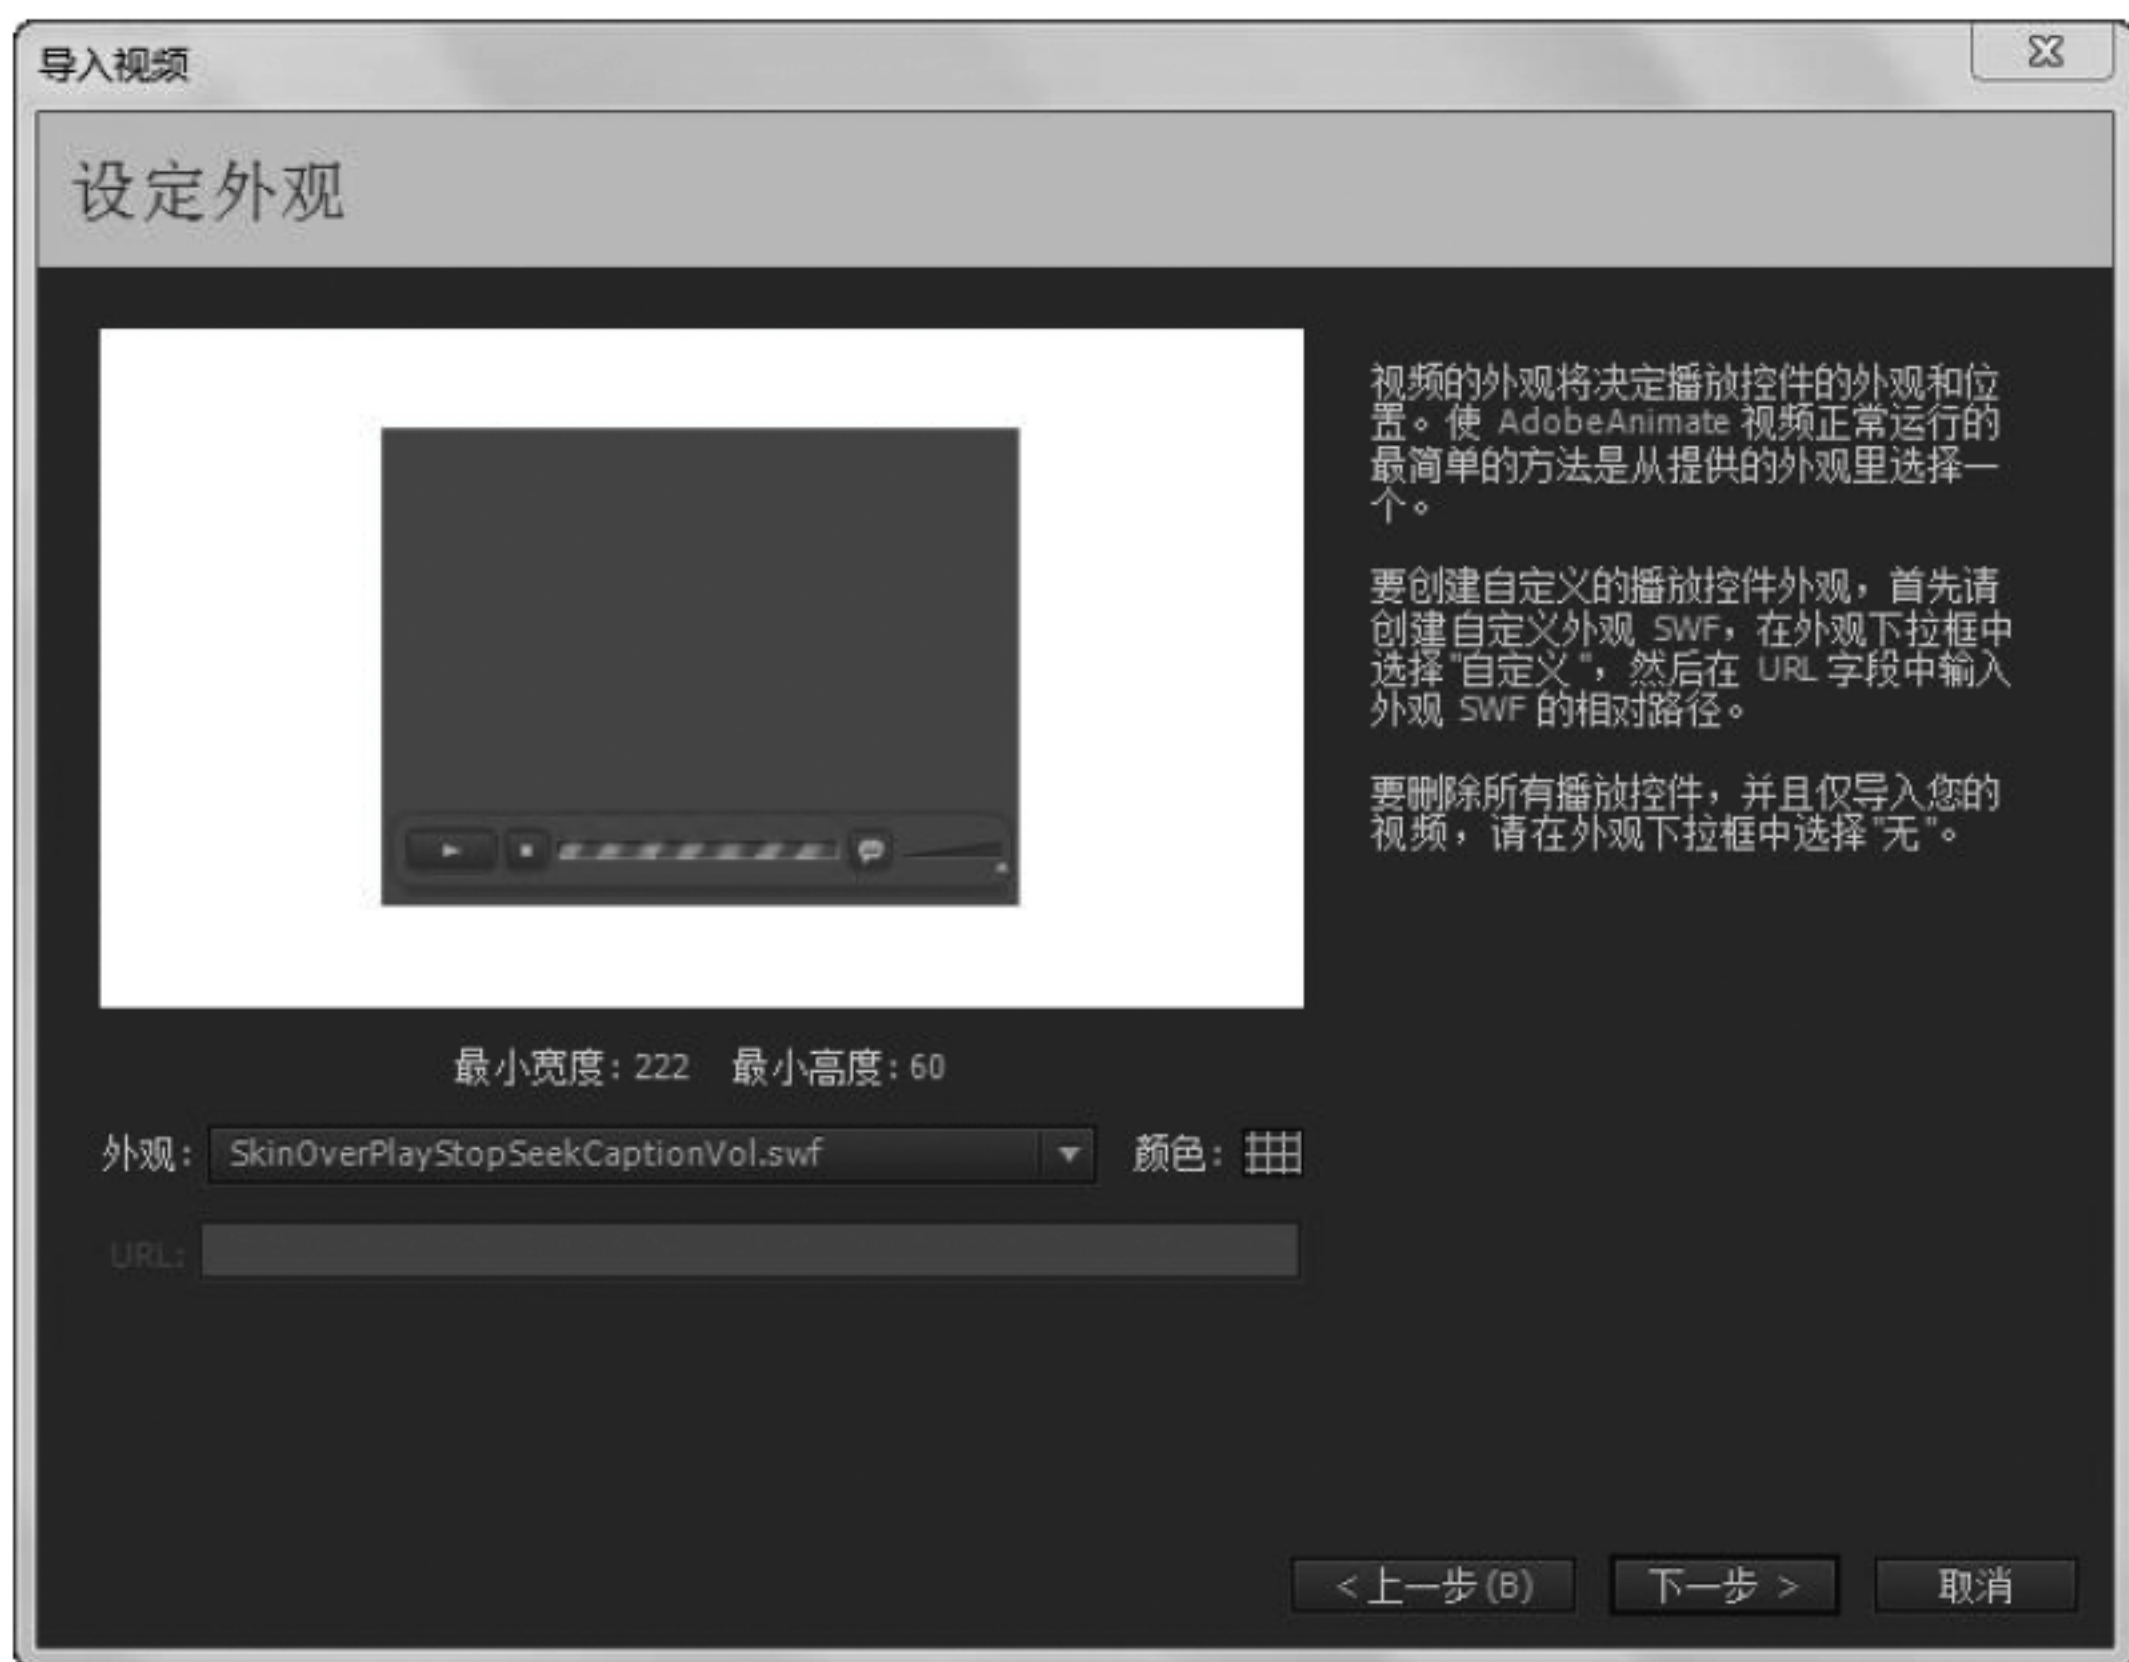 导入视频
设定外观
视频的外观将决定播放控件的外观和位
置。使 AdobeAnimate 视频正常运行的
最简单的方法是从提供的外观里选择一
个。
要创建自定义的播放控件外观，首先请
创建自定义外观 SWF，在外观下拉框中
选择"自定义"，然后在 URL 字段中输入
外观 SWF 的相对路径。
要删除所有播放控件，并且仅导入您的
视频，请在外观下拉框中选择"无"。
最小宽度: 222 最小高度: 60
外观: SkinOverPlayStopSeekCaptionVol.swf 颜色:
URL:
< 上一步(B) 下一步 > 取消